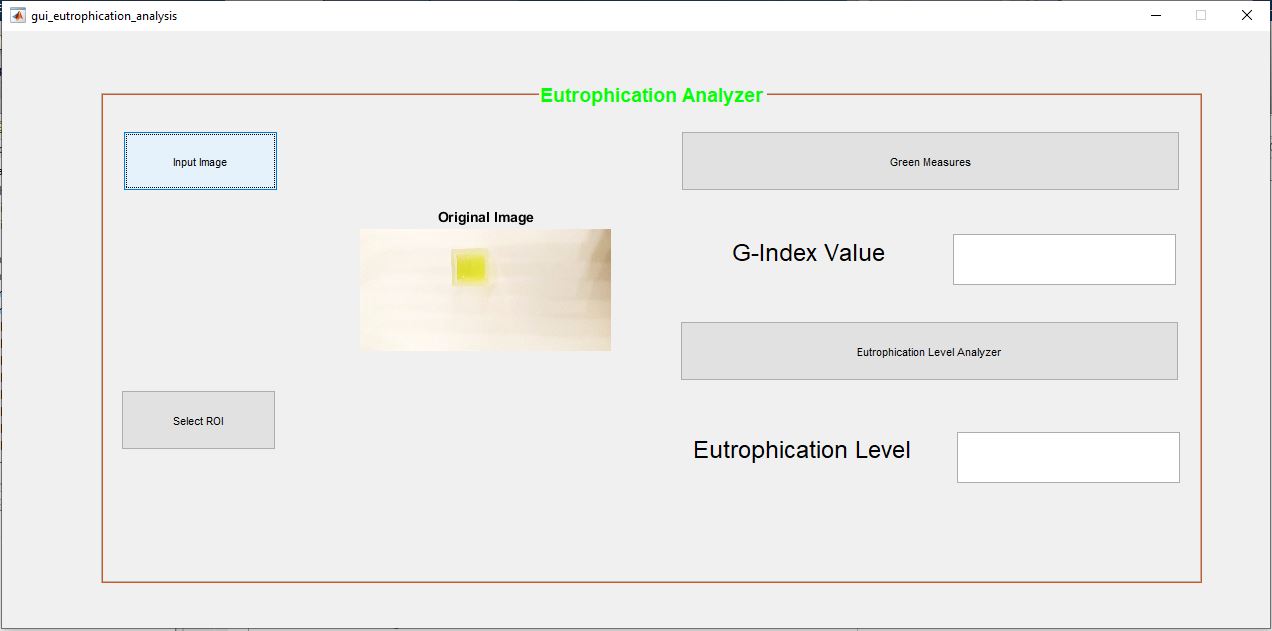 gui_eutrophication_analysis
Eutrophication Analyzer
Input Image
Green Measures
Original Image
G-Index Value
Eutrophication Level Analyzer
Select ROI
Eutrophication Level